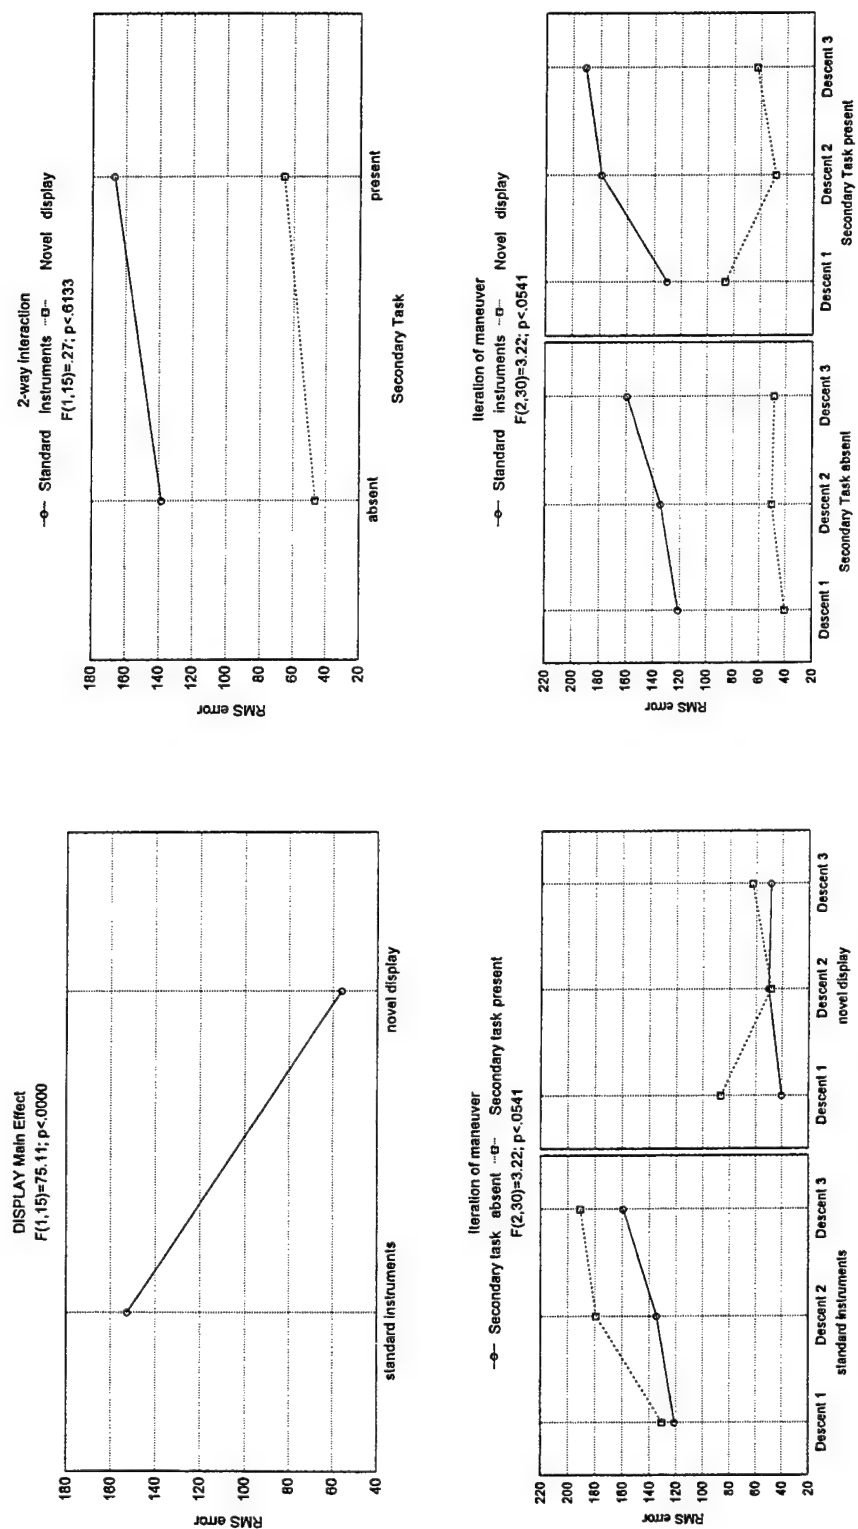 DISPLAY Main Effect
F(1,15)=75.11; p<.0000
180
160
140
120
100
80
60
40
RMS error
standard instruments
novel display
2-way interaction
Standard instruments Novel display
F(1,15)=.27; p<.6133
180
160
140
120
100
80
60
40
20
RMS error
absent
present
Secondary Task
Iteration of maneuver
Secondary task absent Secondary task present
F(2,30)=3.22; p<.0541
220
200
180
160
140
120
100
80
60
40
20
RMS error
Descent 1 Descent 2 Descent 3
standard instruments
Descent 1 Descent 2 Descent 3
novel display
Iteration of maneuver
Standard instruments Novel display
F(2,30)=3.22; p<.0541
220
200
180
160
140
120
100
80
60
40
20
RMS error
Descent 1 Descent 2 Descent 3
Secondary Task absent
Descent 1 Descent 2 Descent 3
Secondary Task present